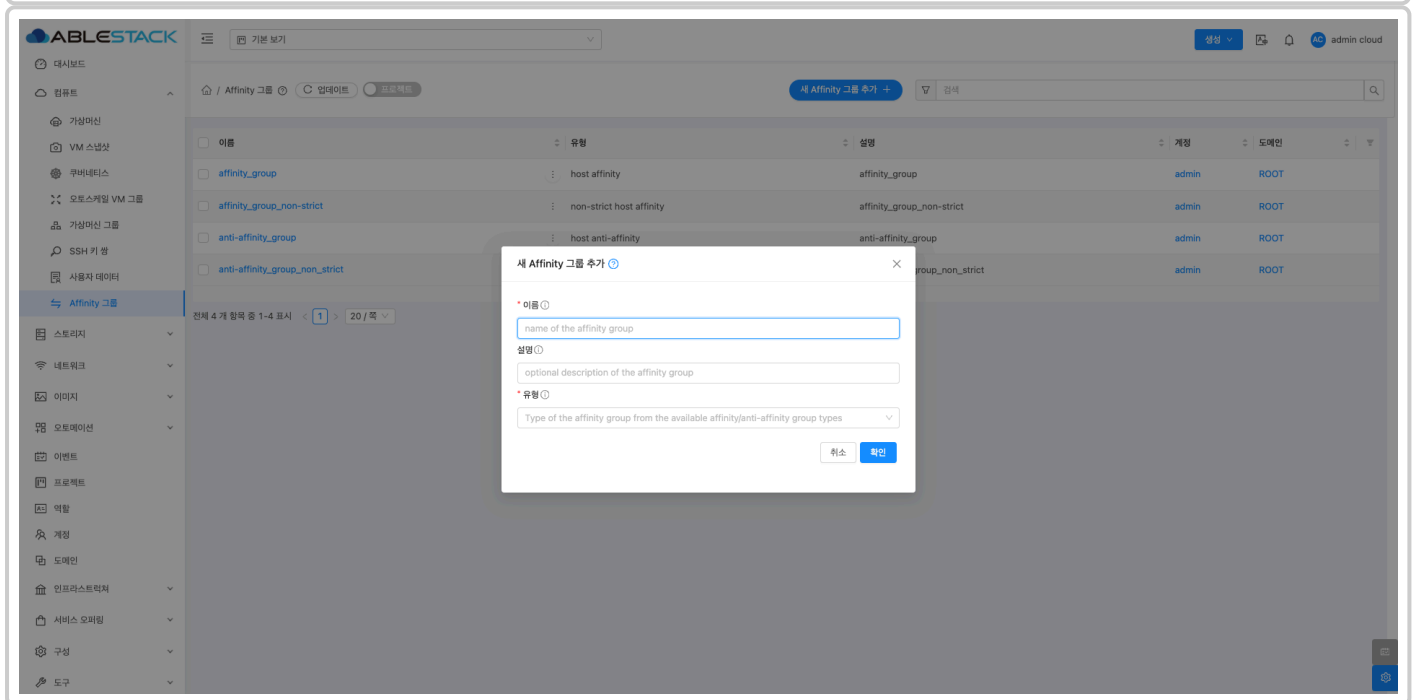 ABLESTACK
기본 보기
생성
AC admin cloud
대시보드
컴퓨트
가상머신
VM 스냅샷
쿠버네티스
오토스케일 VM 그룹
가상머신 그룹
SSH 키 쌍
사용자 데이터
Affinity 그룹
스토리지
네트워크
이미지
오토메이션
이벤트
프로젝트
역할
계정
도메인
인프라스트럭쳐
서비스 오퍼링
구성
도구
/ Affinity 그룹 업데이트 프로젝트
새 Affinity 그룹 추가 +
검색
이름 유형 설명 계정 도메인
affinity_group host affinity affinity_group admin ROOT
affinity_group_non-strict non-strict host affinity affinity_group_non-strict admin ROOT
anti-affinity_group host anti-affinity anti-affinity_group admin ROOT
anti-affinity_group_non_strict group_non_strict admin ROOT
전체 4 개 항목 중 1-4 표시 < 1 > 20 / 쪽
새 Affinity 그룹 추가
* 이름
name of the affinity group
설명
optional description of the affinity group
* 유형
Type of the affinity group from the available affinity/anti-affinity group types
취소 확인